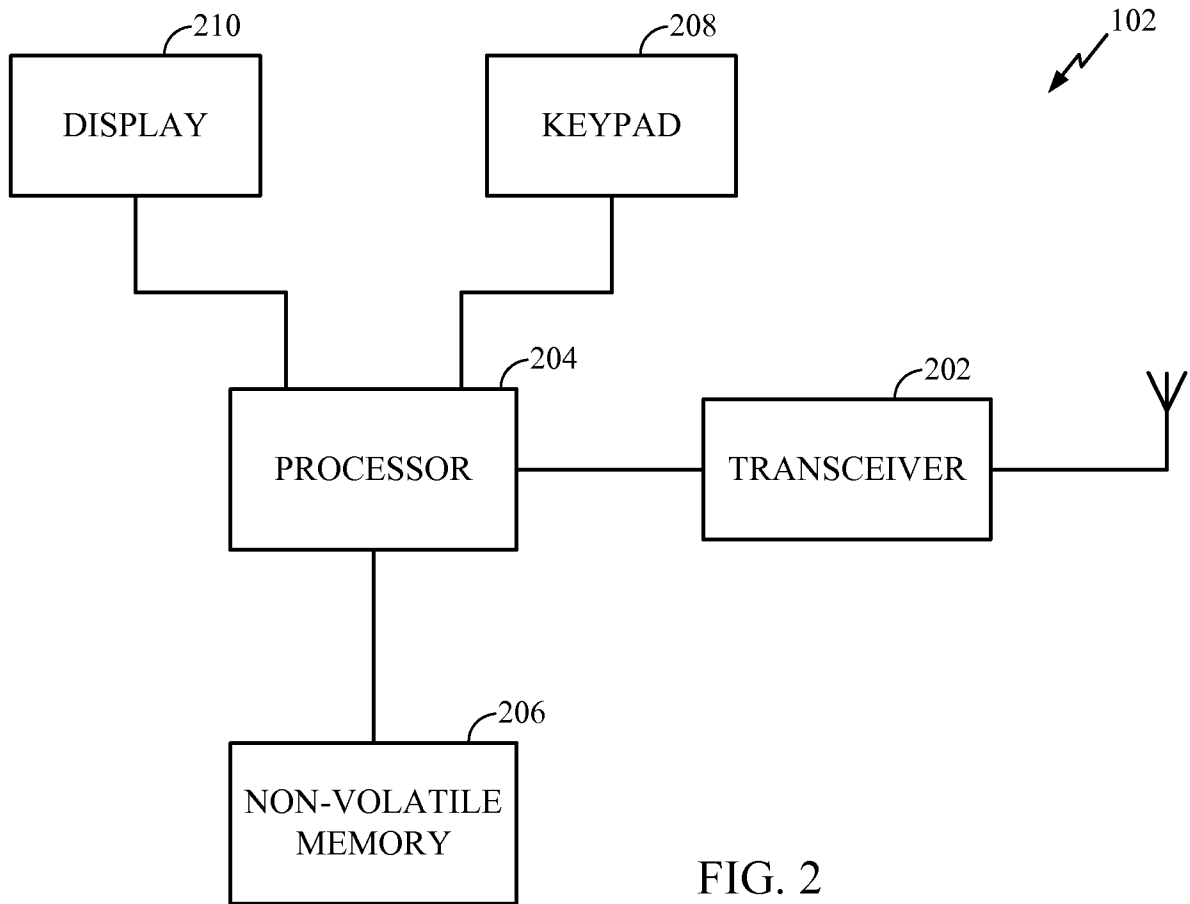 210
208
102
DISPLAY
KEYPAD
204
202
PROCESSOR
TRANSCEIVER
206
NON-VOLATILE
MEMORY
FIG. 2